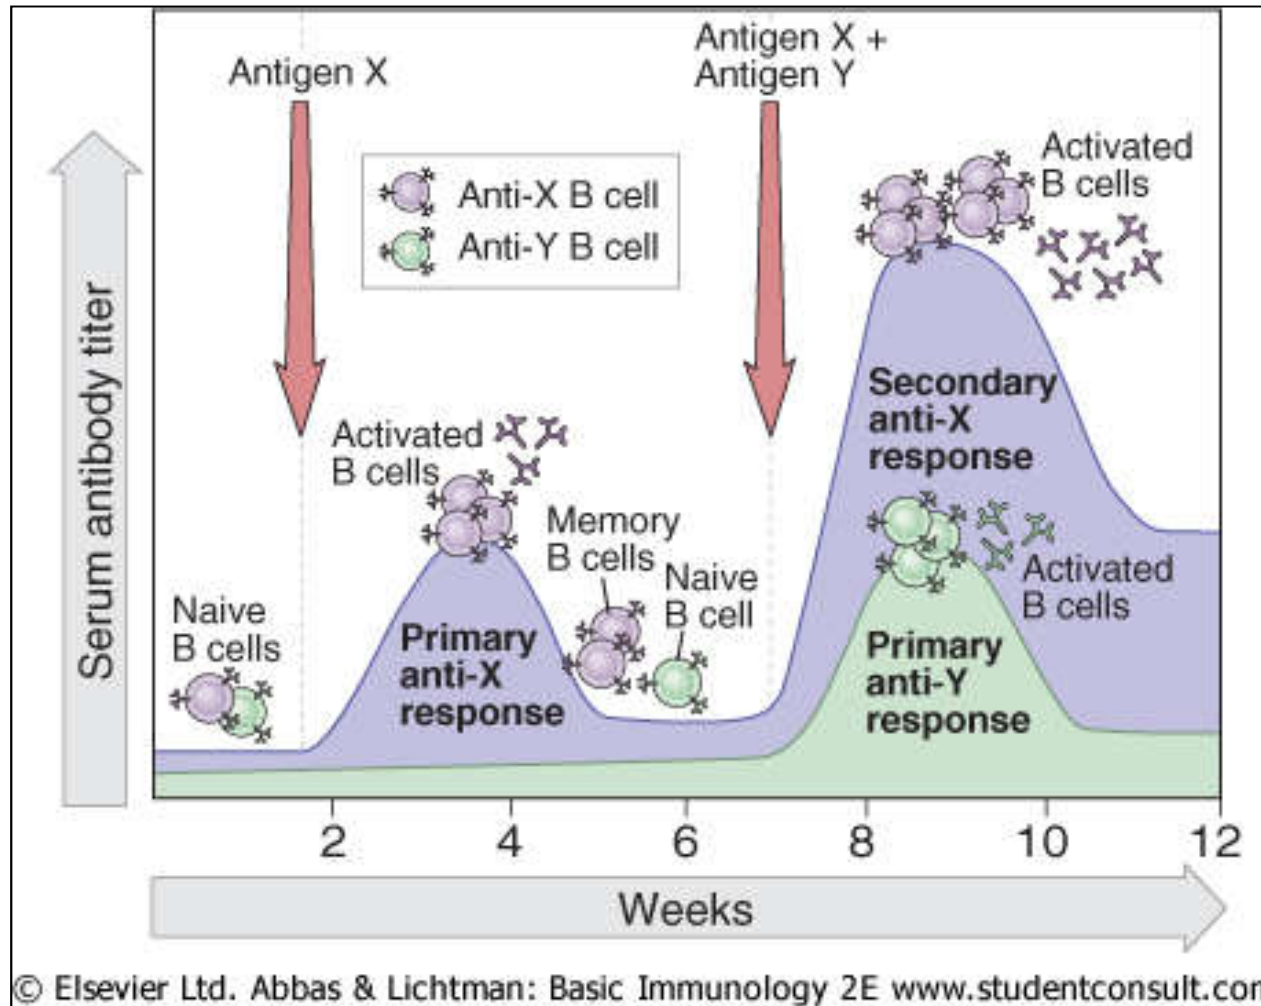 Antigen X
Antigen X +
Antigen Y
Anti-X B cell
Anti-Y B cell
Activated
B cells
Serum antibody titer
Secondary
anti-X
response
Activated
B cells
Memory
B cells
Naive
B cell
Activated
B cells
Naive
B cells
Primary
anti-X
response
Primary
anti-Y
response
2
4
6
8
10
12
Weeks
© Elsevier Ltd. Abbas & Lichtman: Basic Immunology 2E www.studentconsult.con